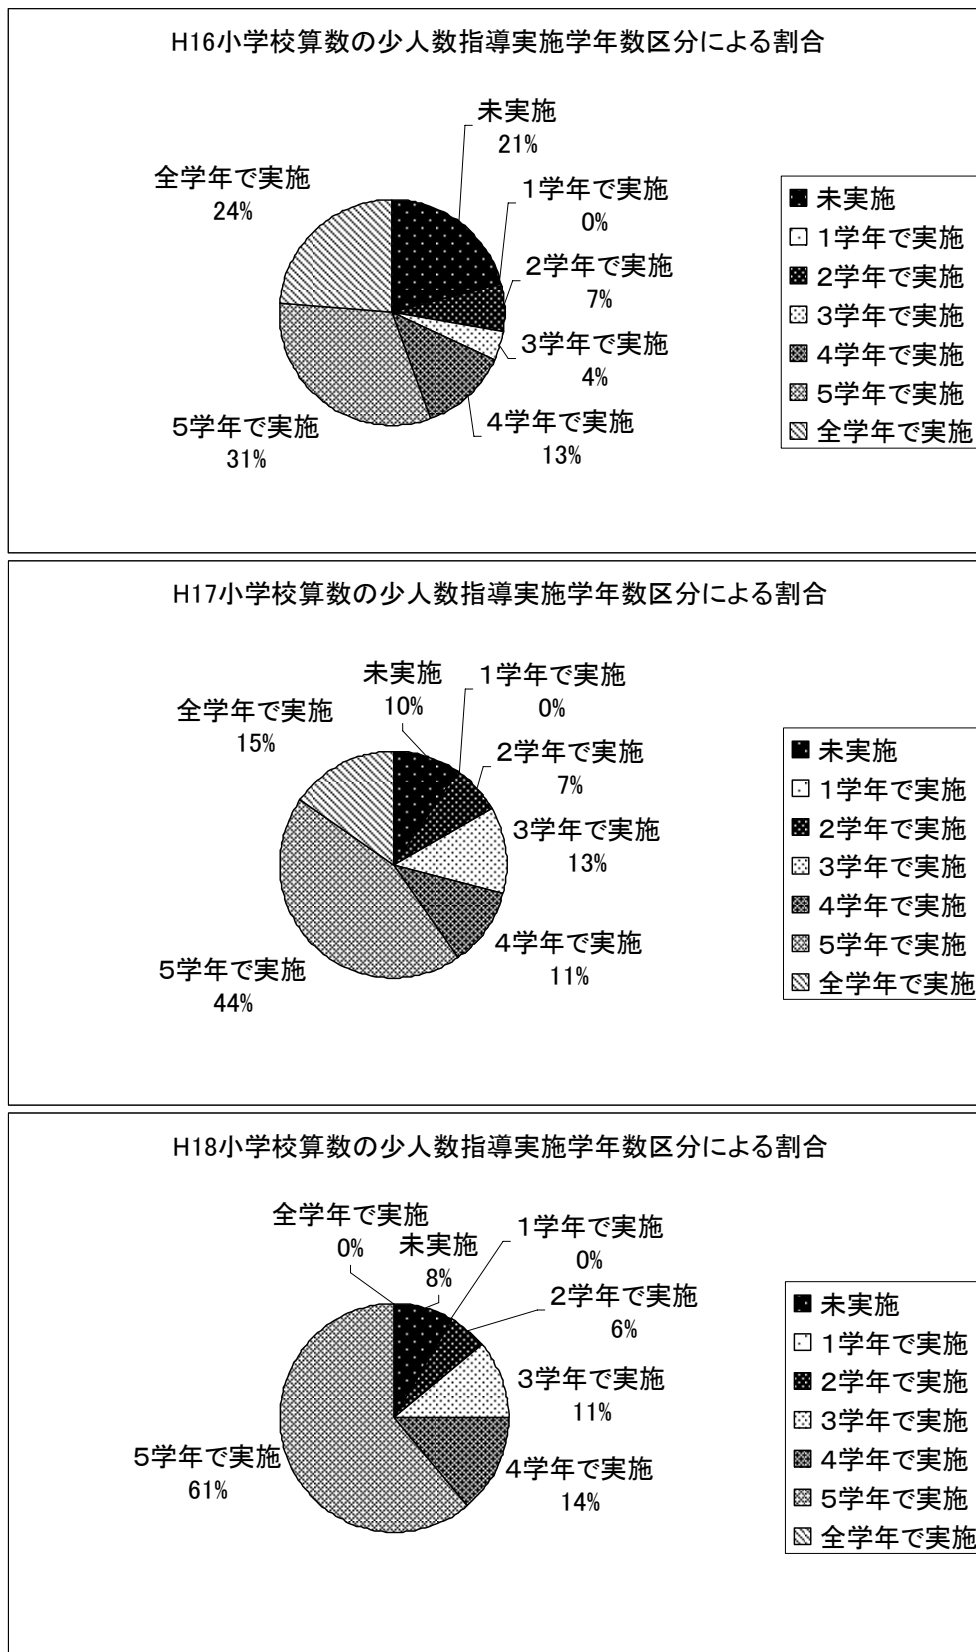 H16小学校算数の少人数指導実施学年数区分による割合
未実施
21%
1学年で実施
0%
2学年で実施
7%
3学年で実施
4%
4学年で実施
13%
5学年で実施
31%
全学年で実施
24%
未実施
1学年で実施
2学年で実施
3学年で実施
4学年で実施
5学年で実施
全学年で実施
H17小学校算数の少人数指導実施学年数区分による割合
未実施
10%
1学年で実施
0%
2学年で実施
7%
3学年で実施
13%
4学年で実施
11%
5学年で実施
44%
全学年で実施
15%
未実施
1学年で実施
2学年で実施
3学年で実施
4学年で実施
5学年で実施
全学年で実施
H18小学校算数の少人数指導実施学年数区分による割合
全学年で実施
0%
未実施
8%
1学年で実施
0%
2学年で実施
6%
3学年で実施
11%
4学年で実施
14%
5学年で実施
61%
未実施
1学年で実施
2学年で実施
3学年で実施
4学年で実施
5学年で実施
全学年で実施